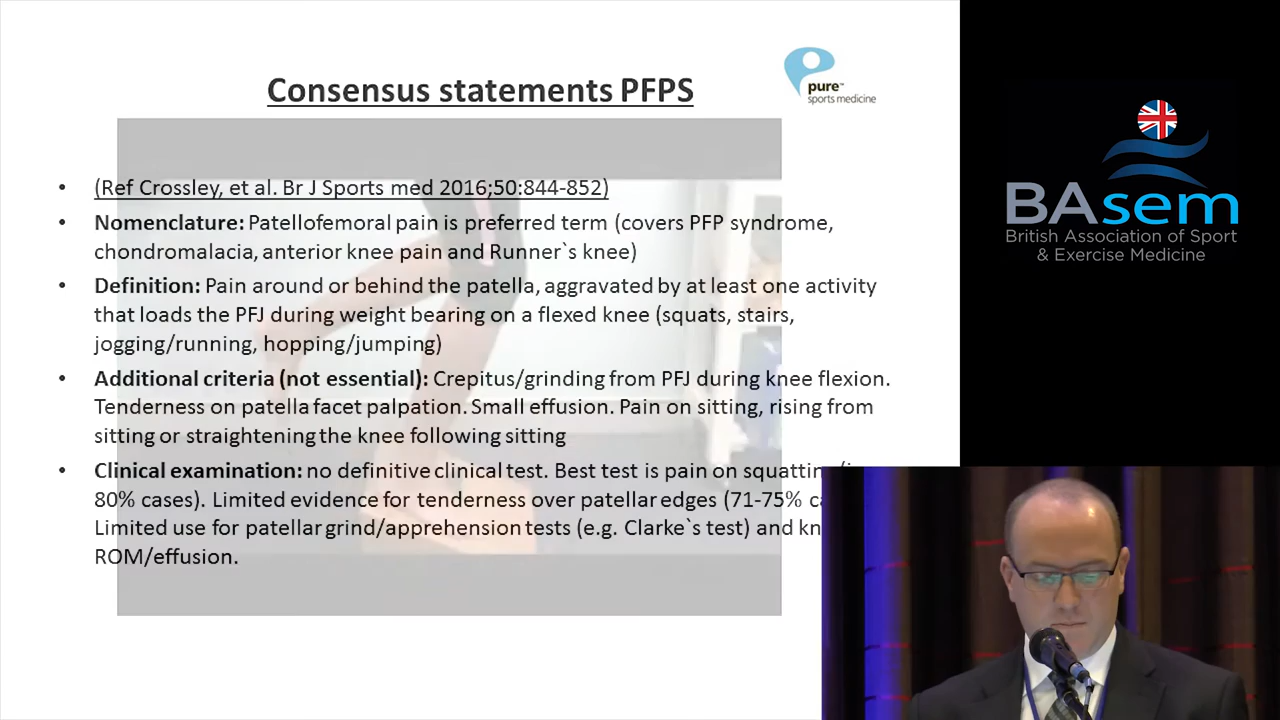 Consensus statements PFPS
pure™
sports medicine
• (Ref Crossley, et al. Br J Sports med 2016;50:844-852)
• Nomenclature: Patellofemoral pain is preferred term (covers PFP syndrome,
chondromalacia, anterior knee pain and Runner`s knee)
• Definition: Pain around or behind the patella, aggravated by at least one activity
that loads the PFJ during weight bearing on a flexed knee (squats, stairs,
jogging/running, hopping/jumping)
• Additional criteria (not essential): Crepitus/grinding from PFJ during knee flexion.
Tenderness on patella facet palpation. Small effusion. Pain on sitting, rising from
sitting or straightening the knee following sitting
• Clinical examination: no definitive clinical test. Best test is pain on squatting
80% cases). Limited evidence for tenderness over patellar edges (71-75%
Limited use for patellar grind/apprehension tests (e.g. Clarke`s test) and
ROM/effusion.
BAsem
British Association of Sport
& Exercise Medicine